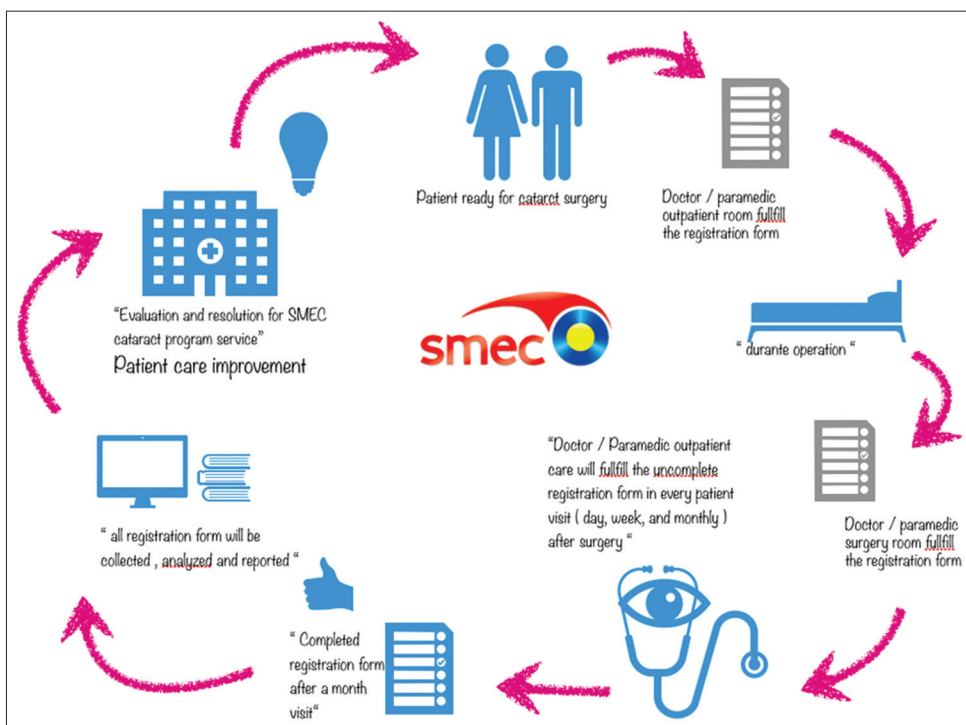 Patient ready for catarct surgery
Doctor / paramedic
outpatient room fullfill
the registration form
" durante operation "
Doctor / paramedic
surgery room fullfill
the registration form
"Doctor / Paramedic outpatient
care will fullfill the uncomplete
registration form in every patient
visit ( day, week, and monthly )
after surgery "
" Completed
registration form
after a month
visit"
" all registration form will be
collected , analyzed and reported "
"Evaluation and resolution for SMEC
cataract program service"
Patient care improvement
smec